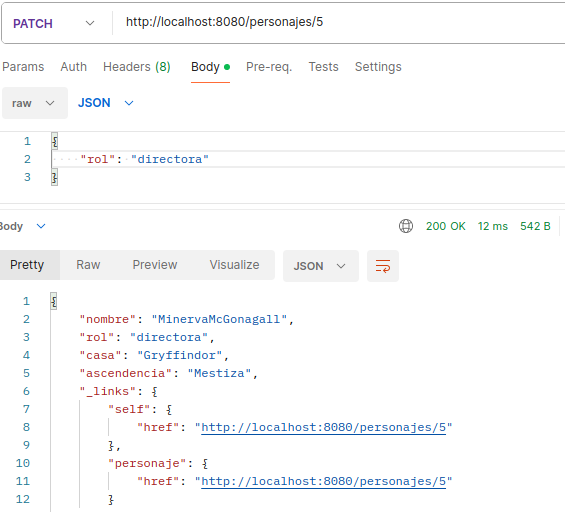 PATCH http://localhost:8080/personajes/5
Params Auth Headers (8) Body Pre-req. Tests Settings
raw JSON
1 {
2 ····"rol": "directora"
3 }
Body 200 OK 12 ms 542 B
Pretty Raw Preview Visualize JSON
1 {
2 "nombre": "MinervaMcGonagall",
3 "rol": "directora",
4 "casa": "Gryffindor",
5 "ascendencia": "Mestiza",
6 "_links": {
7 "self": {
8 "href": "http://localhost:8080/personajes/5"
9 },
10 "personaje": {
11 "href": "http://localhost:8080/personajes/5"
12 }